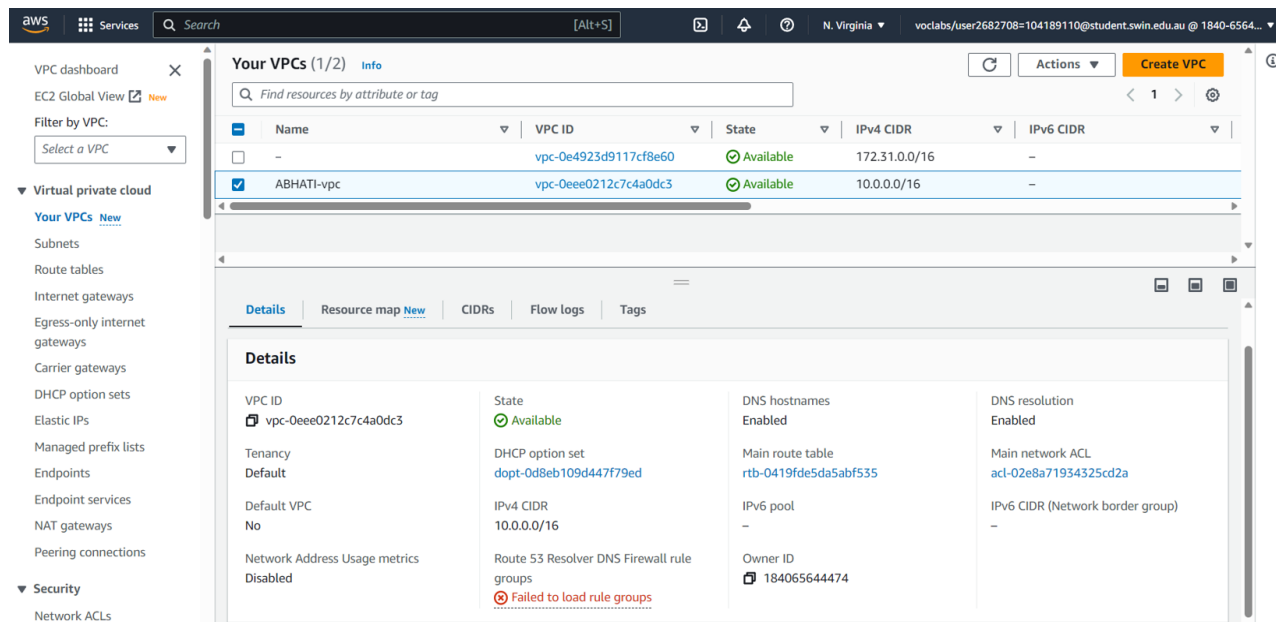 aws Services Search [Alt+S] N. Virginia ▼ voclabs/user2682708=104189110@student.swin.edu.au @ 1840-6564... ▼
VPC dashboard
EC2 Global View New
Filter by VPC:
Select a VPC
Virtual private cloud
Your VPCs New
Subnets
Route tables
Internet gateways
Egress-only internet
gateways
Carrier gateways
DHCP option sets
Elastic IPs
Managed prefix lists
Endpoints
Endpoint services
NAT gateways
Peering connections
Security
Network ACLs
Your VPCs (1/2) Info Actions ▼ Create VPC
Find resources by attribute or tag 1
Name VPC ID State IPv4 CIDR IPv6 CIDR
– vpc-0e4923d9117cf8e60 Available 172.31.0.0/16 –
ABHATI-vpc vpc-0eee0212c7c4a0dc3 Available 10.0.0.0/16 –
Details Resource map New CIDRs Flow logs Tags
Details
VPC ID State DNS hostnames DNS resolution
vpc-0eee0212c7c4a0dc3 Available Enabled Enabled
Tenancy DHCP option set Main route table Main network ACL
Default dopt-0d8eb109d447f79ed rtb-0419fde5da5abf535 acl-02e8a71934325cd2a
Default VPC IPv4 CIDR IPv6 pool IPv6 CIDR (Network border group)
No 10.0.0.0/16 – –
Network Address Usage metrics Route 53 Resolver DNS Firewall rule Owner ID
Disabled groups 184065644474
Failed to load rule groups